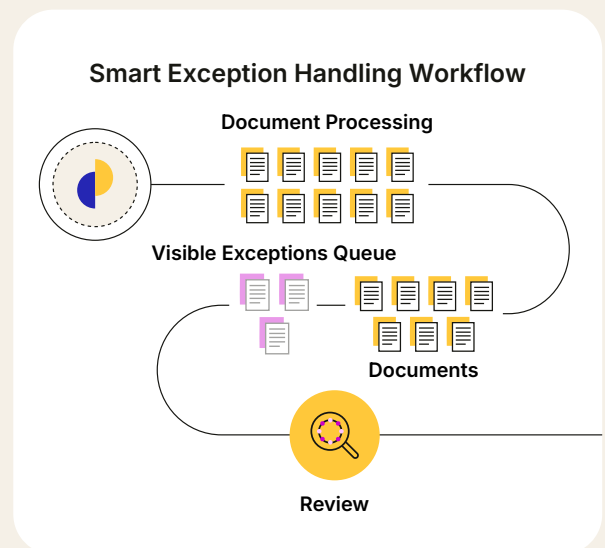 Smart Exception Handling Workflow
Document Processing
Visible Exceptions Queue
Documents
Review